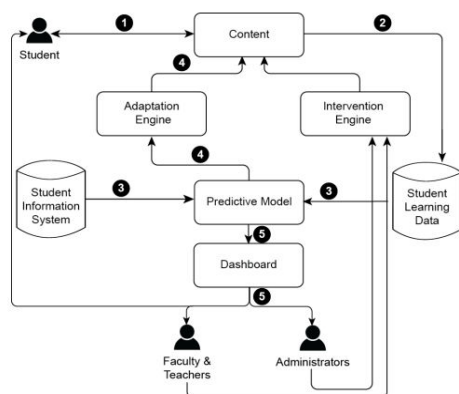 1
Content
2
Student
4
Adaptation
Engine
Intervention
Engine
4
Student
Information
System
3
Predictive Model
3
Student
Learning
Data
5
Dashboard
5
Faculty &
Teachers
Administrators